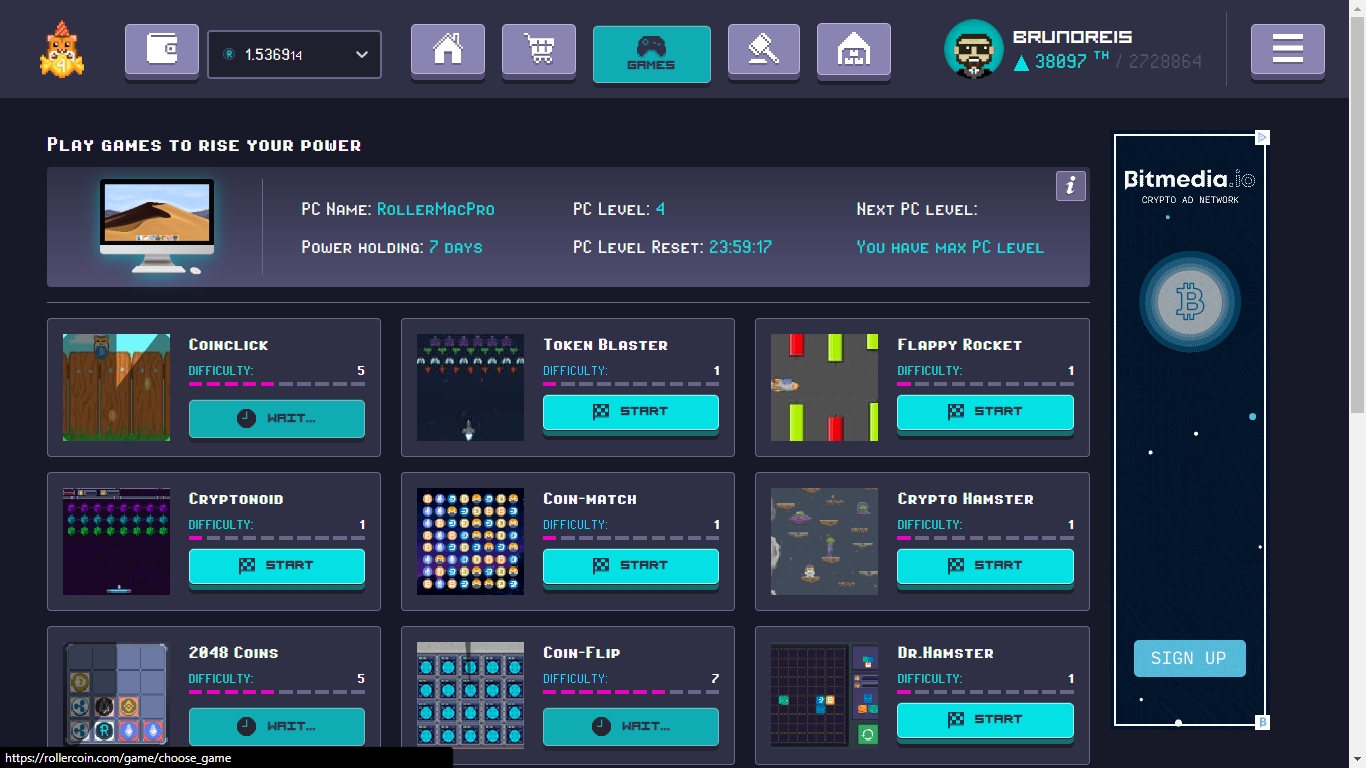 1.536914
GAMES
BRUNOREIS
38097 TH / 2728864
Play games to rise your power
PC Name: RollerMacPro
PC Level: 4
Next PC level:
Power holding: 7 days
PC Level Reset: 23:59:17
You have max PC level
i
Coinclick
DIFFICULTY: 5
WAIT...
Token Blaster
DIFFICULTY: 1
START
Flappy Rocket
DIFFICULTY: 1
START
Cryptonoid
DIFFICULTY: 1
START
Coin-match
DIFFICULTY: 1
START
Crypto Hamster
DIFFICULTY: 1
START
2048 Coins
DIFFICULTY: 5
WAIT...
Coin-Flip
DIFFICULTY: 7
WAIT...
Dr.Hamster
DIFFICULTY: 1
START
Bitmedia.io
CRYPTO AD NETWORK
SIGN UP
https://rollercoin.com/game/choose_game